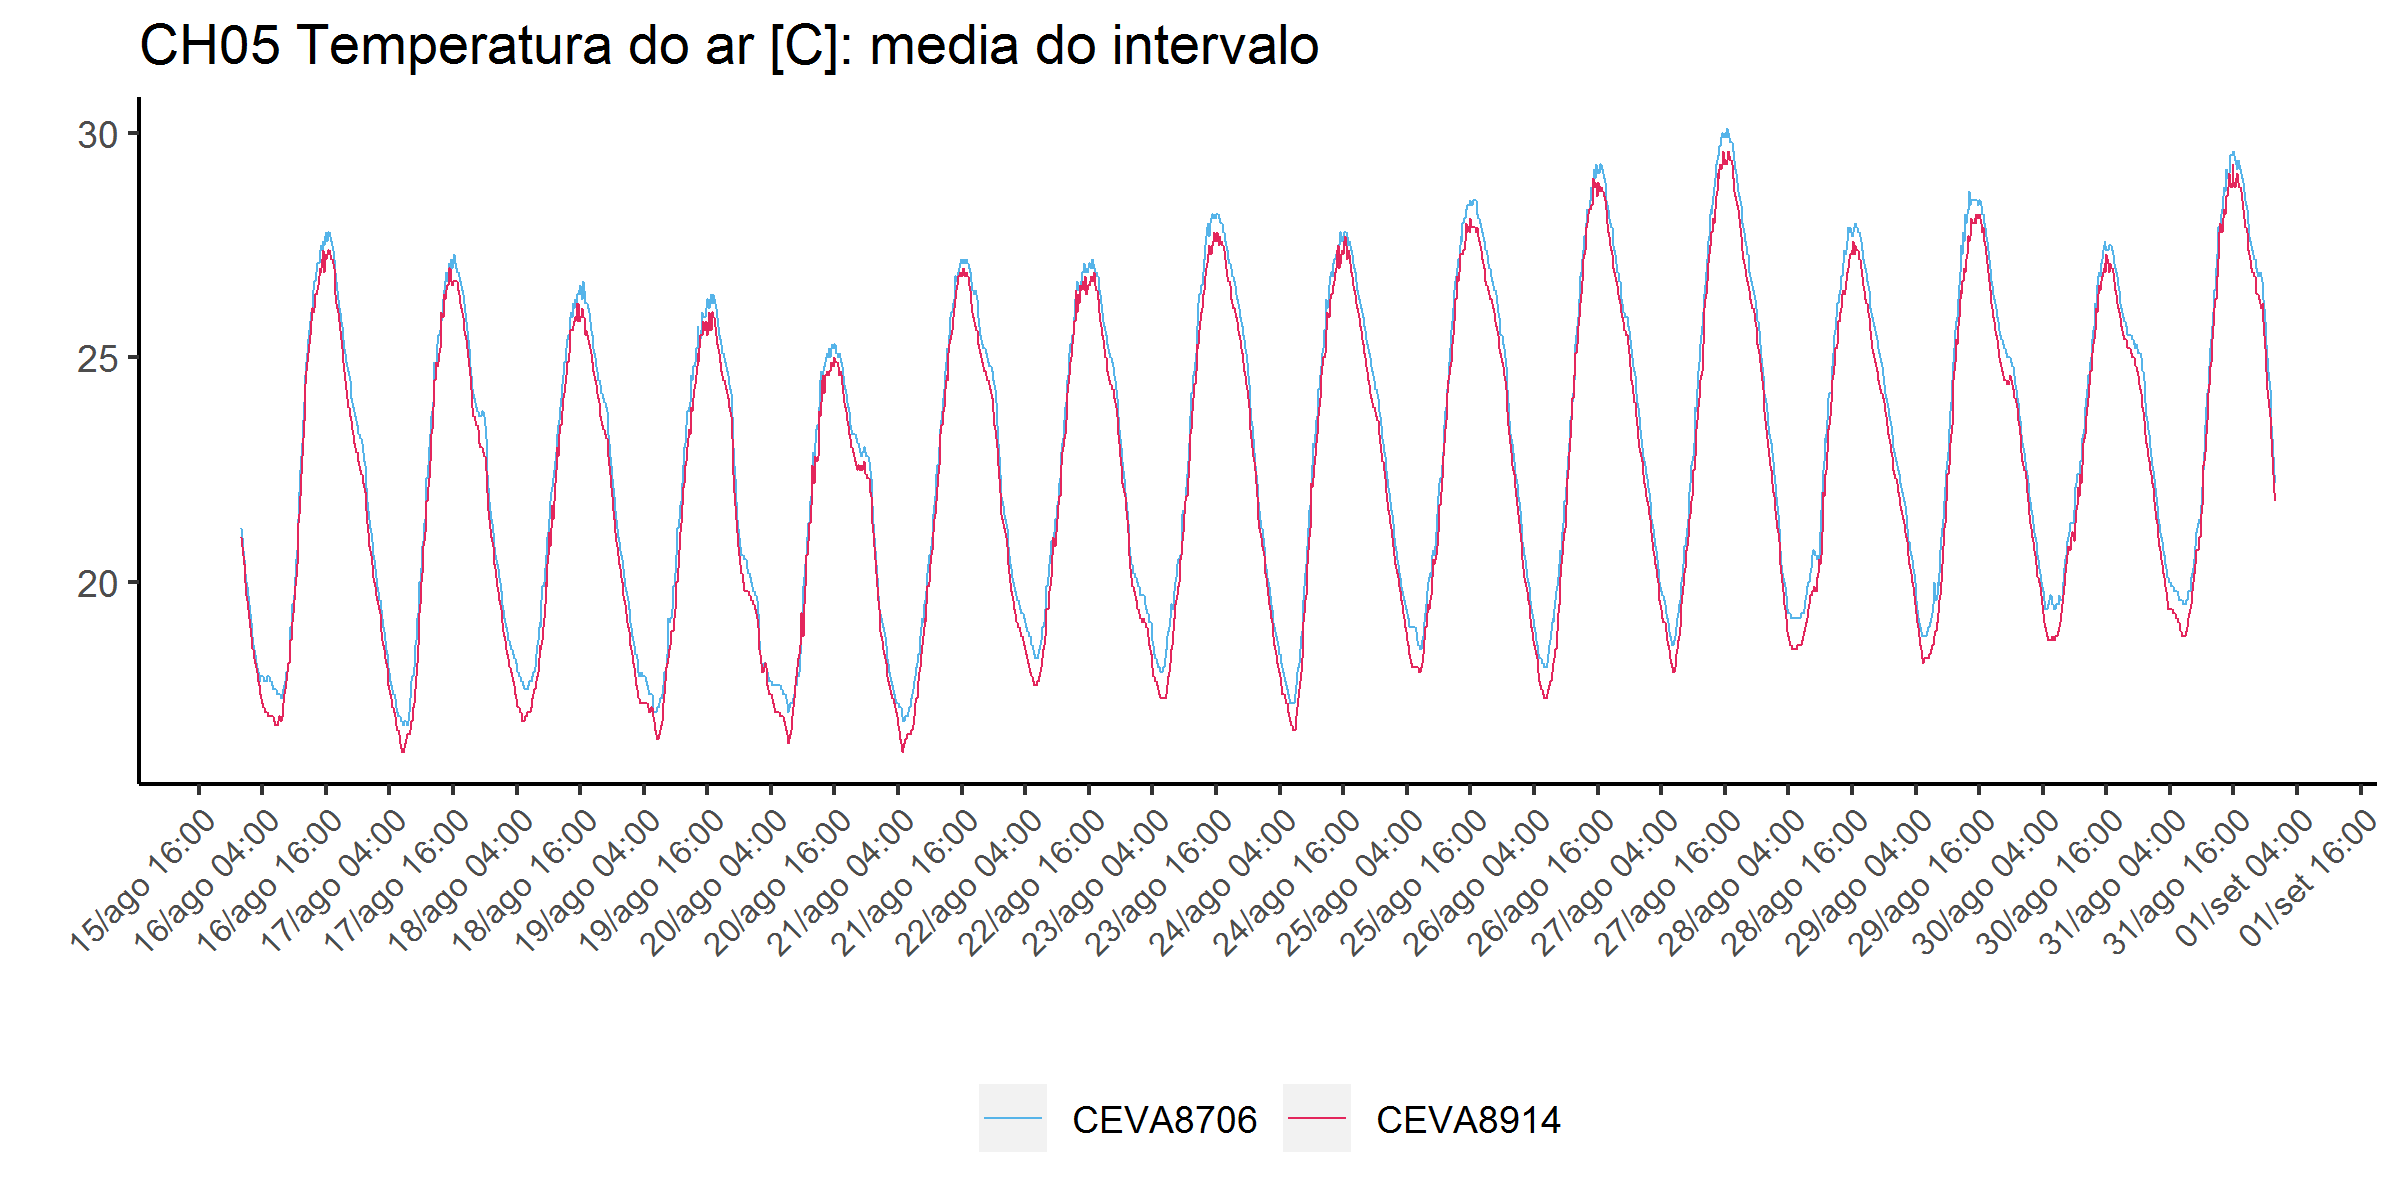 CH05 Temperatura do ar [C]: media do intervalo
30
25
20
15/ago 16:00
16/ago 04:00
16/ago 16:00
17/ago 04:00
17/ago 16:00
18/ago 04:00
18/ago 16:00
19/ago 04:00
19/ago 16:00
20/ago 04:00
20/ago 16:00
21/ago 04:00
21/ago 16:00
22/ago 04:00
22/ago 16:00
23/ago 04:00
23/ago 16:00
24/ago 04:00
24/ago 16:00
25/ago 04:00
25/ago 16:00
26/ago 04:00
26/ago 16:00
27/ago 04:00
27/ago 16:00
28/ago 04:00
28/ago 16:00
29/ago 04:00
29/ago 16:00
30/ago 04:00
30/ago 16:00
31/ago 04:00
31/ago 16:00
01/set 04:00
01/set 16:00
CEVA8706
CEVA8914